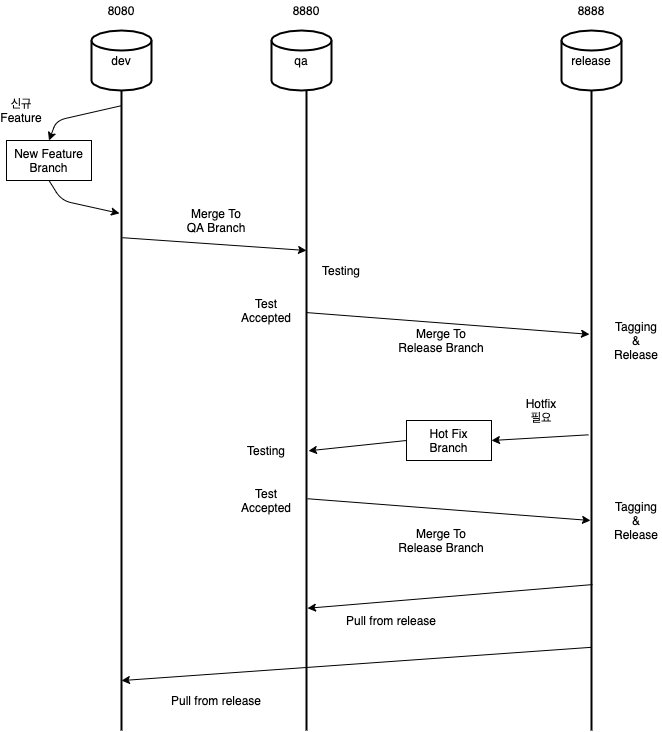 8080
8880
8888
dev
qa
release
신규
Feature
New Feature
Branch
Merge To
QA Branch
Testing
Test
Accepted
Merge To
Release Branch
Tagging
&
Release
Hotfix
필요
Hot Fix
Branch
Testing
Test
Accepted
Merge To
Release Branch
Tagging
&
Release
Pull from release
Pull from release